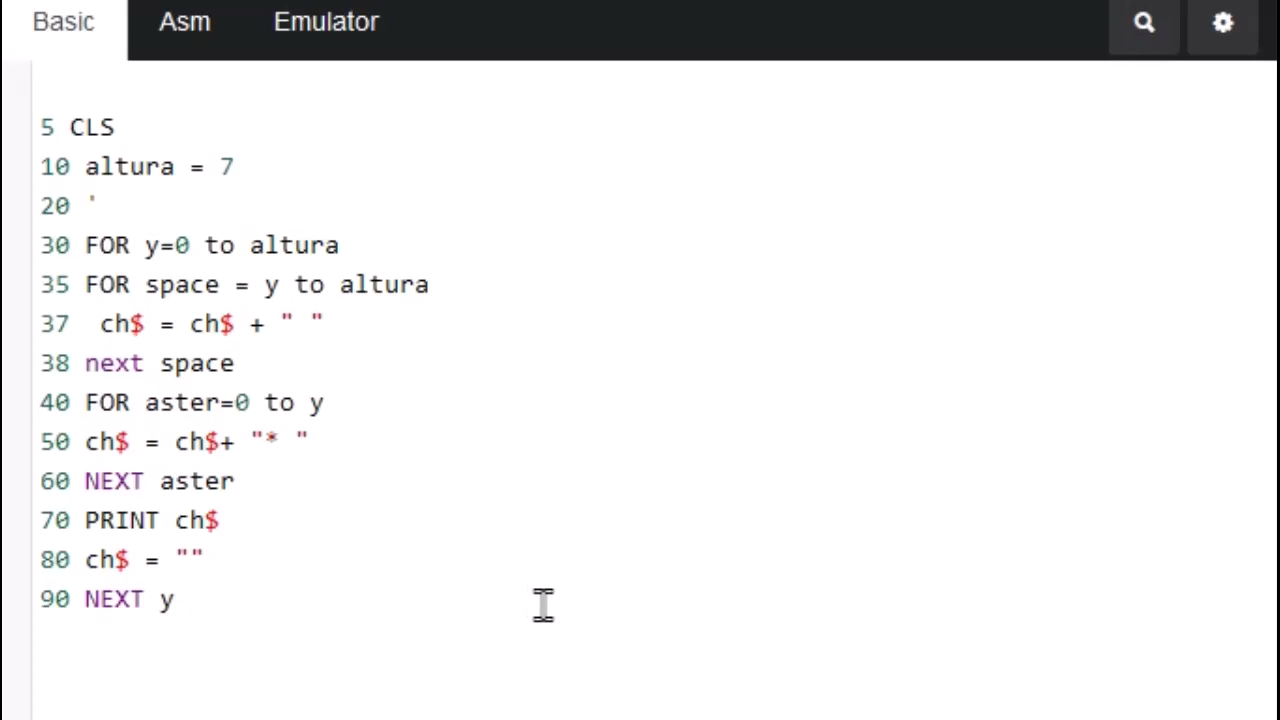 Basic Asm Emulator
5 CLS
10 altura = 7
20 '
30 FOR y=0 to altura
35 FOR space = y to altura
37  ch$ = ch$ + " "
38 next space
40 FOR aster=0 to y
50 ch$ = ch$+ "* "
60 NEXT aster
70 PRINT ch$
80 ch$ = ""
90 NEXT y